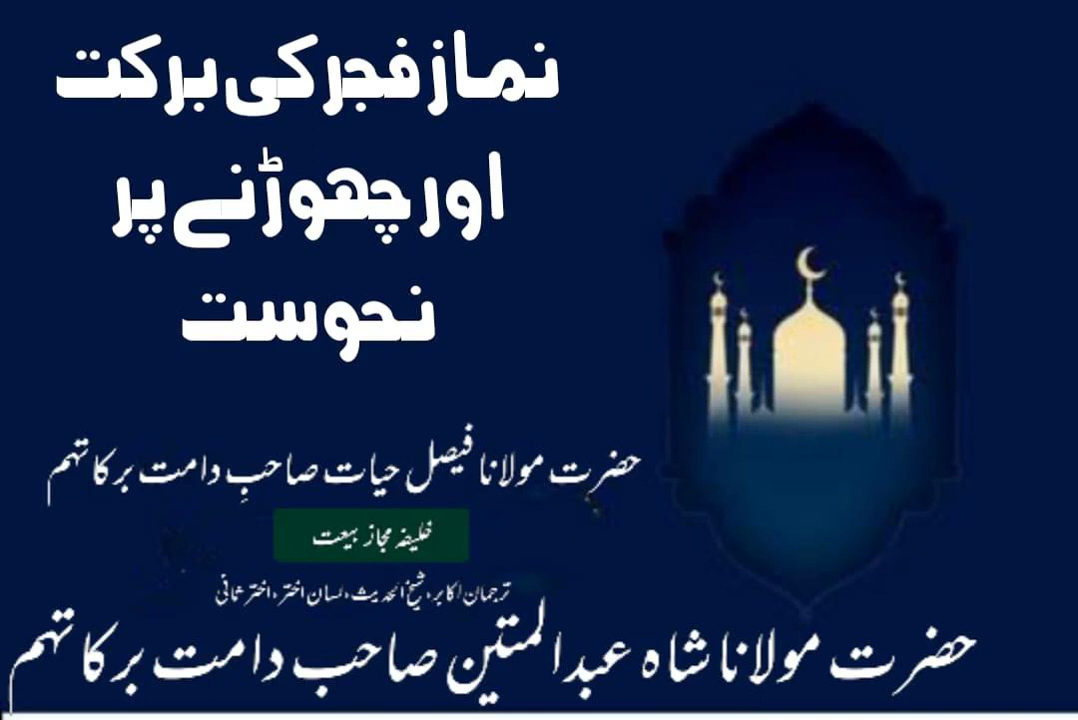 نماز فجر کی برکت
اور چھوڑنے پر
نحوست
حضرت مولانا فیصل حیات صاحب دامت برکاتہم
خلیفہ مجاز بیعت
ترجمان اکابر، شیخ الحدیث، لسان اختر، اختر ثانی
حضرت مولانا شاہ عبدالمتین صاحب دامت برکاتہم